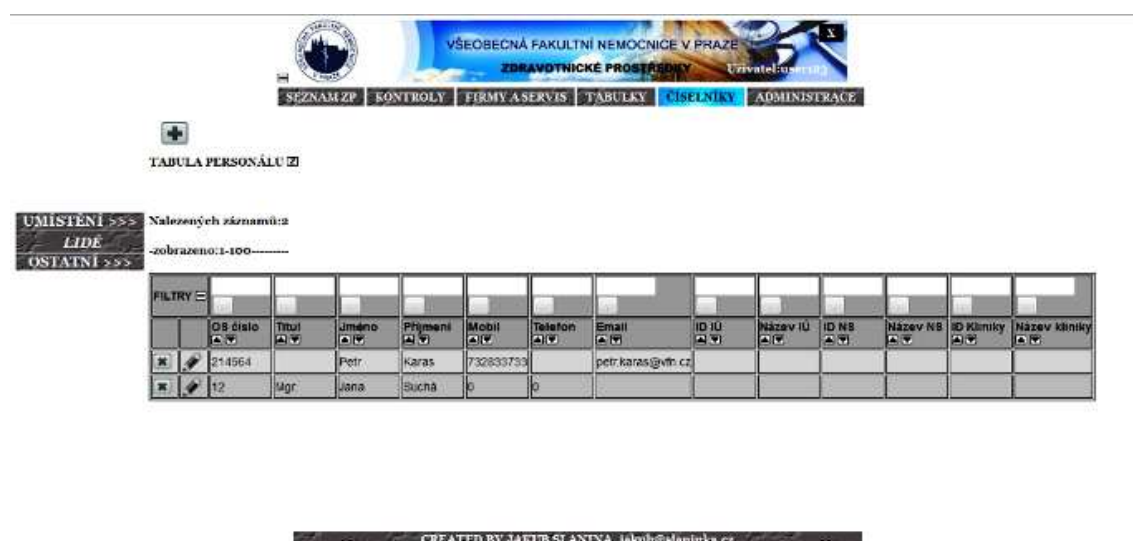 VŠEOBECNÁ FAKULTNÍ NEMOCNICE V PRAZE
ZDRAVOTNICKÉ PROSTŘEDKY
X
SEZNAM ZP KONTROLY FIRMY A SERVIS TABULKY ČÍSELNÍKY ADMINISTRACE
TABULA PERSONÁLU
UMÍSTĚNÍ >>>
LIDÉ
OSTATNÍ >>>
Nalezených záznamů:2
-zobrazeno:1-100---------
FILTRY
OS číslo Titul Jméno Příjmení Mobil Telefon Email ID IÚ Název IÚ ID NS Název NS ID Kliniky Název kliniky
214564 Petr Karas 732833733 petr.karas@vfn.cz
12 Mgr. Jana Suchá 0 0
CREATED BY JAKUB SLANINA, jakub@slaninka.cz